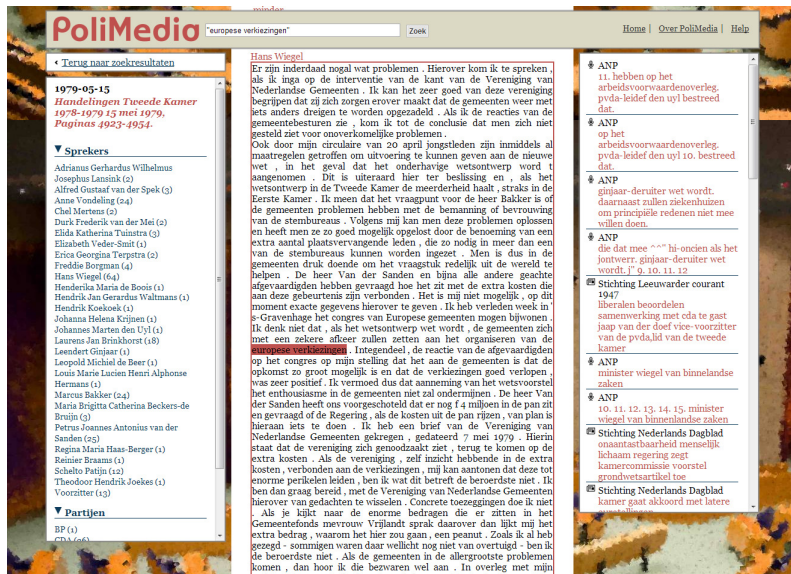 minder
PoliMedia
"europese verkiezingen"
Zoek
Home | Over PoliMedia | Help
‹ Terug naar zoekresultaten
1979-05-15
Handelingen Tweede Kamer
1978-1979 15 mei 1979,
Paginas 4923-4954.
▼ Sprekers
Adrianus Gerhardus Wilhelmus
Josephus Lansink (2)
Alfred Gustaaf van der Spek (3)
Anne Vondeling (24)
Chel Mertens (2)
Durk Frederik van der Mei (2)
Elida Katherina Tuinstra (6)
Elizabeth Veder-Smit (1)
Erica Georgina Terpstra (2)
Freddie Borgman (4)
Hans Wiegel (64)
Henderika Maria de Boois (1)
Hendrik Jan Gerardus Waltmans (1)
Hendrik Koekoek (1)
Johanna Helena Krijnen (1)
Johannes Marten den Uyl (1)
Laurens Jan Brinkhorst (18)
Leendert Ginjaar (1)
Leopold Michiel de Beer (1)
Louis Marie Lucien Henri Alphonse
Hermans (1)
Marcus Bakker (24)
Maria Brigitta Catherina Beckers-de
Bruijn (3)
Petrus Joannes Antonius van der
Sanden (25)
Regina Maria Haas-Berger (1)
Reinier Braams (1)
Schelto Patijn (12)
Theodoor Hendrik Joekes (1)
Voorzitter (13)
▼ Partijen
BP (1)
CDA (26)
Hans Wiegel
Er zijn inderdaad nogal wat problemen . Hierover kom ik te spreken ,
als ik inga op de interventie van de kant van de Vereniging van
Nederlandse Gemeenten . Ik kan het zeer goed van deze vereniging
begrijpen dat zij zich zorgen erover maakt dat de gemeenten weer met
iets anders dreigen te worden opgezadeld . Als ik de reacties van de
gemeentebesturen zie , kom ik tot de conclusie dat men zich niet
gesteld ziet voor onoverkomelijke problemen .
Ook door mijn circulaire van 20 april jongstleden zijn inmiddels al
maatregelen getroffen om uitvoering te kunnen geven aan de nieuwe
wet , in het geval dat het onderhavige wetsontwerp word t
aangenomen . Dit is uiteraard hier ter beslissing en , als het
wetsontwerp in de Tweede Kamer de meerderheid haalt , straks in de
Eerste Kamer . Ik meen dat het vraagpunt voor de heer Bakker is of
de gemeenten problemen hebben met de bemanning of bevrouwing
van de stembureaus . Volgens mij kan men deze problemen oplossen
en heeft men ze zo goed mogelijk opgelost door de benoeming van een
extra aantal plaatsvervangende leden , die zo nodig in meer dan een
van de stembureaus kunnen worden ingezet . Men is dus in de
gemeenten druk doende om het vraagstuk redelijk uit de wereld te
helpen . De heer Van der Sanden en bijna alle andere geachte
afgevaardigden hebben gevraagd hoe het zit met de extra kosten die
aan deze gebeurtenis zijn verbonden . Het is mij niet mogelijk , op dit
moment exacte gegevens hierover te geven . Ik heb verleden week in '
s-Gravenhage het congres van Europese gemeenten mogen bijwonen .
Ik denk niet dat , als het wetsontwerp wet wordt , de gemeenten zich
met een zekere afkeer zullen zetten aan het organiseren van de
europese verkiezingen . Integendeel , de reactie van de afgevaardigden
op het congres op mijn stelling dat het aan de gemeenten is dat de
opkomst zo groot mogelijk is en dat de verkiezingen goed verlopen ,
was zeer positief . Ik vermoed dus dat aanneming van het wetsvoorstel
het enthousiasme in de gemeenten niet zal ondermijnen . De heer Van
der Sanden heeft ons voorgeschoteld dat er nog f 4 miljoen in de pan zit
en gevraagd of de Regering , als de kosten uit de pan rijzen , van plan is
hieraan iets te doen . Ik heb een brief van de Vereniging van
Nederlandse Gemeenten gekregen , gedateerd 7 mei 1979 . Hierin
staat dat de vereniging zich genoodzaakt ziet , terug te komen op de
extra kosten . Als de vereniging , zelf inzicht hebbende in de extra
kosten , verbonden aan de verkiezingen , mij kan aantonen dat deze tot
enorme perikelen leiden , ben ik wat dit betreft de beroerdste niet . Ik
ben dan graag bereid , met de Vereniging van Nederlandse Gemeenten
hierover van gedachten te wisselen . Concrete toezeggingen doe ik niet
. Als je kijkt naar de enorme bedragen die er zitten in het
Gemeentefonds mevrouw Vrijlandt sprak daarover dan lijkt mij het
extra bedrag , waarom het hier zou gaan , een peanut . Zoals ik al heb
gezegd - sommigen waren daar wellicht nog niet van overtuigd - ben ik
de beroerdste niet . Als de gemeenten in de allergrootste problemen
komen , dan hoor ik die bezwaren wel aan . In overleg met mijn
ANP
11. hebben op het
arbeidsvoorwaardenoverleg.
pvda-leidef den uyl bestreed
dat.
ANP
op het
arbeidsvoorwaardenoverleg.
pvda-leidef den uyl 10. bestreed
dat.
ANP
ginjaar-deruiter wet wordt.
daarnaast zullen ziekenhuizen
om principiële redenen niet mee
willen doen.
ANP
die dat mee ^^" hi-oncien als het
jontwerr. ginjaar-deruiter wet
wordt. j" 9. 10. 11. 12
Stichting Leeuwarder courant
1947
liberalen beoordelen
samenwerking met cda te gast
jaap van der doef vice-voorzitter
van de pvda,lid van de tweede
kamer
ANP
minister wiegel van binnelandse
zaken
ANP
10. 11. 12. 13. 14. 15. minister
wiegel van binnenlandse zaken
Stichting Nederlands Dagblad
onaantastbaarheid menselijk
lichaam regering zegt
kamercommissie voorstel
grondwetsartikel toe
Stichting Nederlands Dagblad
kamer gaat akkoord met latere